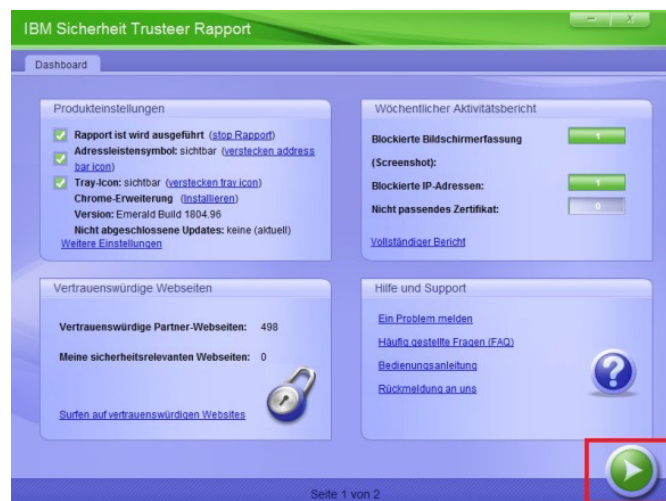 IBM Sicherheit Trusteer Rapport
Dashboard
Produkteinstellungen
Rapport ist wird ausgeführt (stop Rapport)
Adressleistensymbol: sichtbar (verstecken address
bar icon)
Tray-Icon: sichtbar (verstecken tray icon)
Chrome-Erweiterung (Installieren)
Version: Emerald Build 1804.96
Nicht abgeschlossene Updates: keine (aktuell)
Weitere Einstellungen
Wöchentlicher Aktivitätsbericht
Blockierte Bildschirmerfassung 1
(Screenshot):
Blockierte IP-Adressen: 1
Nicht passendes Zertifikat: 0
Vollständiger Bericht
Vertrauenswürdige Webseiten
Vertrauenswürdige Partner-Webseiten: 498
Meine sicherheitsrelevanten Webseiten: 0
Surfen auf vertrauenswürdigen Websites
Hilfe und Support
Ein Problem melden
Häufig gestellte Fragen (FAQ)
Bedienungsanleitung
Rückmeldung an uns
Seite 1 von 2